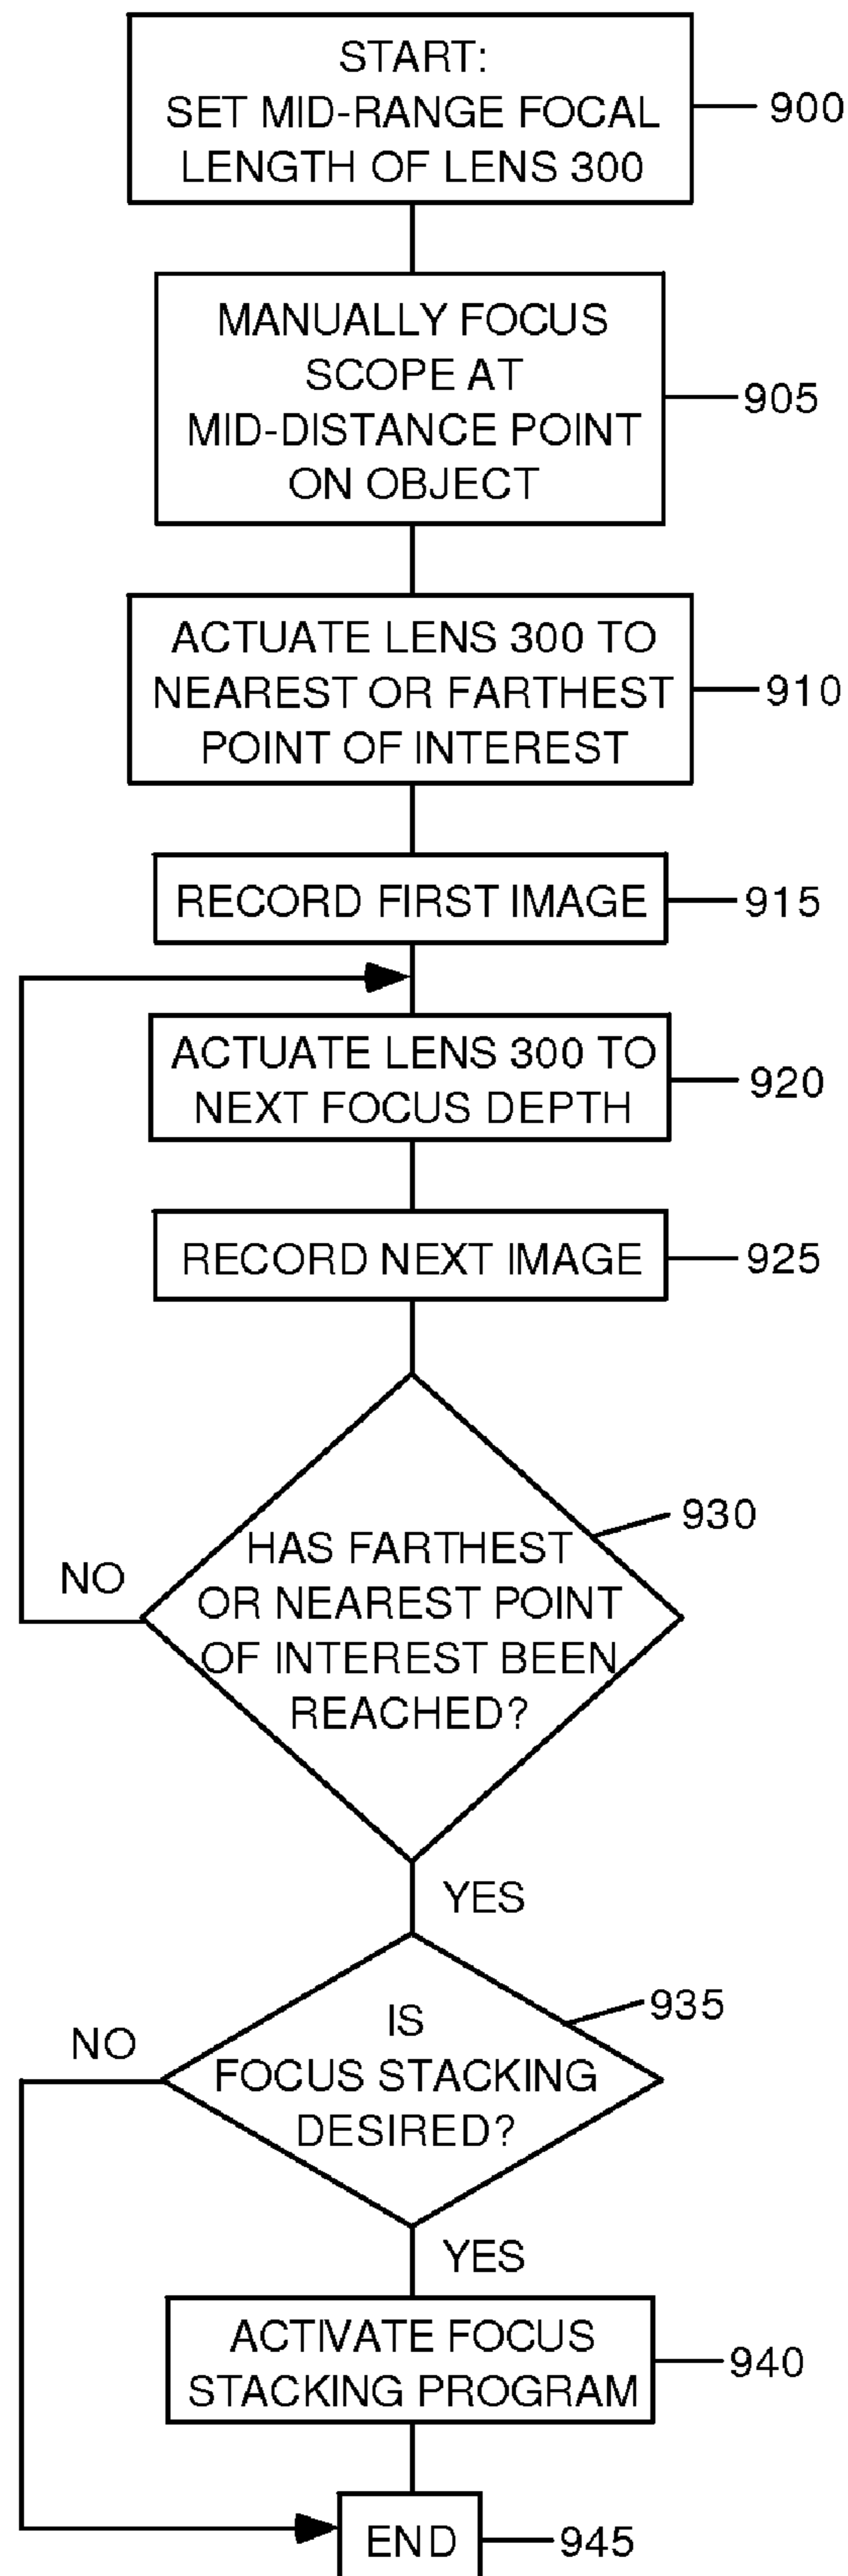 START:
SET MID-RANGE FOCAL
LENGTH OF LENS 300
900
MANUALLY FOCUS
SCOPE AT
MID-DISTANCE POINT
ON OBJECT
905
ACTUATE LENS 300 TO
NEAREST OR FARTHEST
POINT OF INTEREST
910
RECORD FIRST IMAGE
915
ACTUATE LENS 300 TO
NEXT FOCUS DEPTH
920
RECORD NEXT IMAGE
925
HAS FARTHEST
OR NEAREST POINT
OF INTEREST BEEN
REACHED?
930
NO
YES
IS
FOCUS STACKING
DESIRED?
935
NO
YES
ACTIVATE FOCUS
STACKING PROGRAM
940
END
945